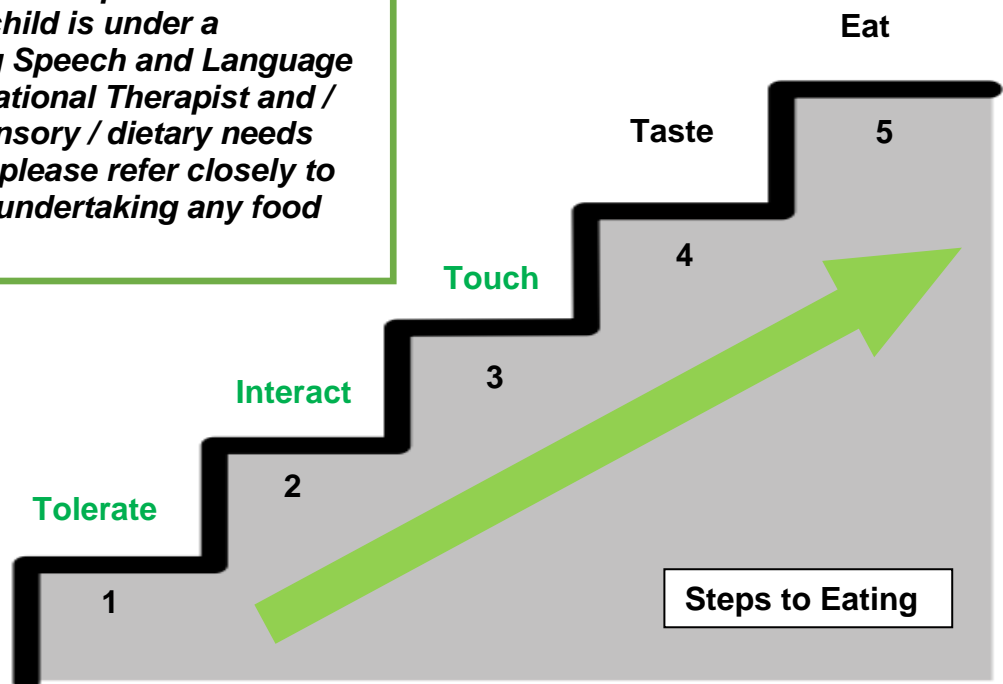 child is under a
Speech and Language
ational Therapist and /
nsory / dietary needs
please refer closely to
undertaking any food
Eat
5
Taste
4
Touch
3
Interact
2
Tolerate
1
Steps to Eating